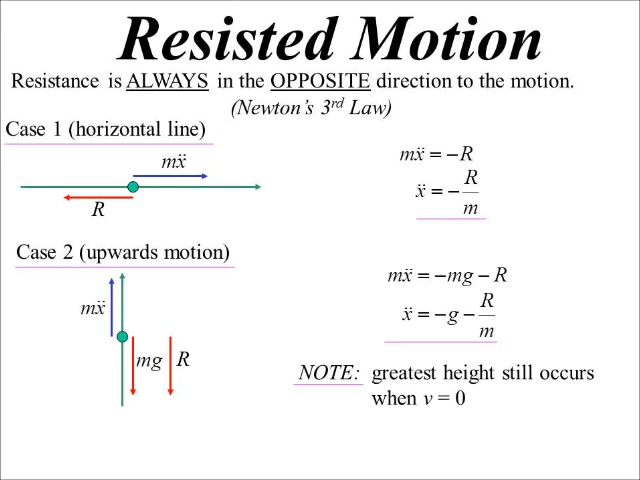 Resisted Motion
Resistance is ALWAYS in the OPPOSITE direction to the motion.
(Newton's 3rd Law)
Case 1 (horizontal line)
mẍ
R
mẍ = −R
ẍ = − R/m
Case 2 (upwards motion)
mẍ
mg R
mẍ = −mg − R
ẍ = −g − R/m
NOTE: greatest height still occurs
when v = 0